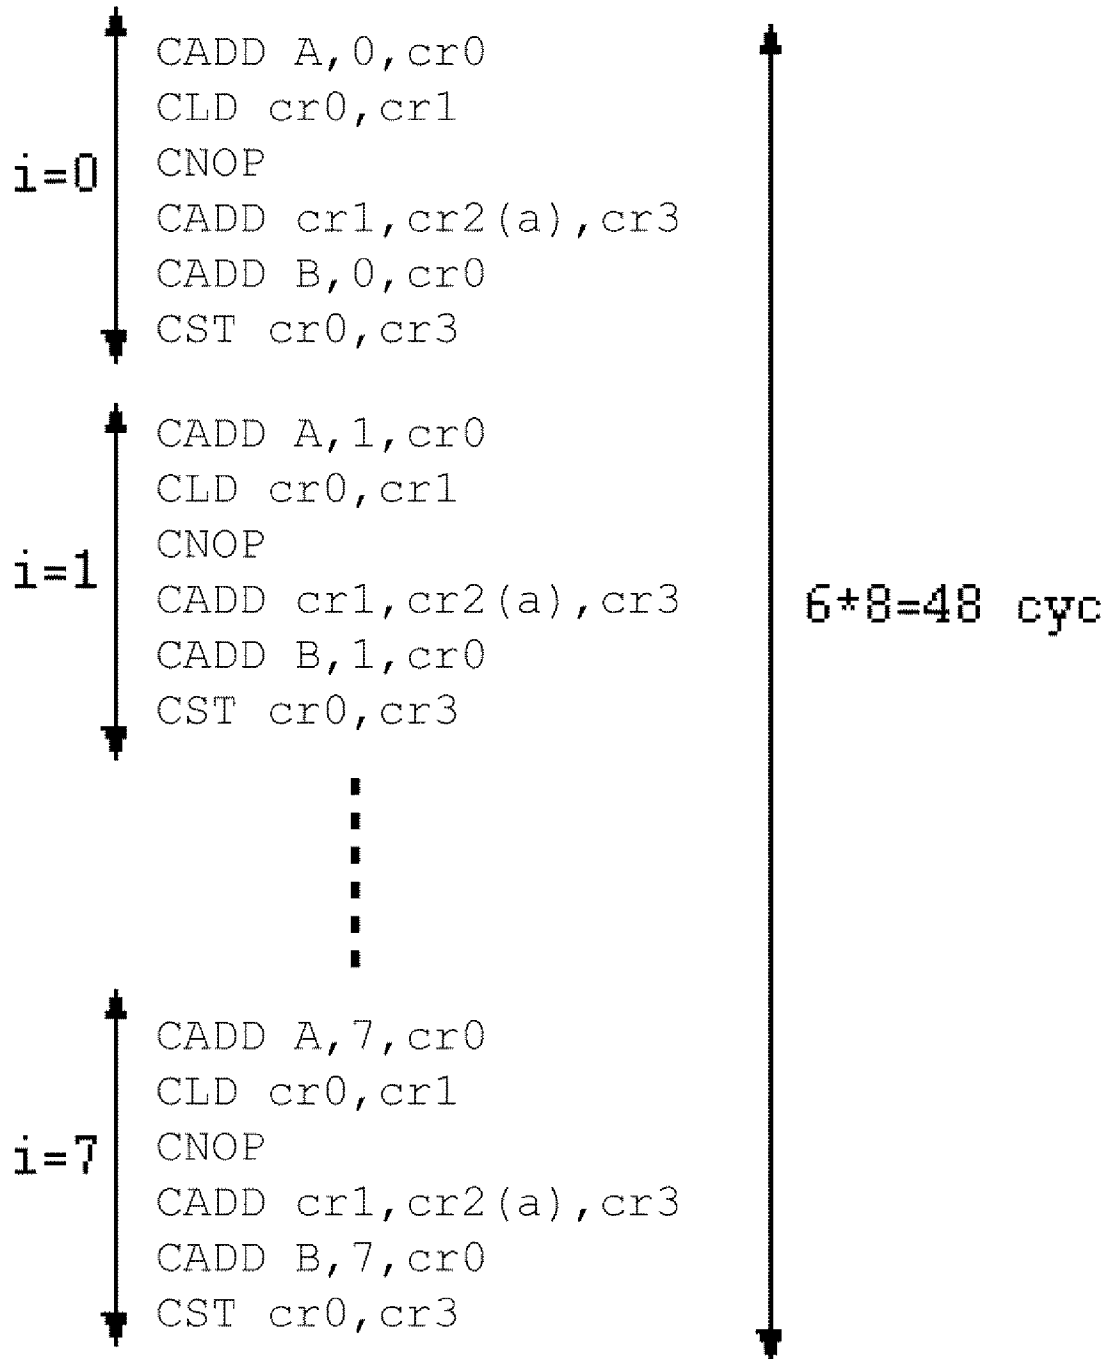 CADD A,0,cr0
CLD cr0,cr1
i=0
CNOP
CADD cr1,cr2(a),cr3
CADD B,0,cr0
CST cr0,cr3
CADD A,1,cr0
CLD cr0,cr1
CNOP
i=1
CADD cr1,cr2(a),cr3
6*8=48 cyc
CADD B,1,cr0
CST cr0,cr3
CADD A,7,cr0
CLD cr0,cr1
i=7
CNOP
CADD cr1,cr2(a),cr3
CADD B,7,cr0
CST cr0,cr3